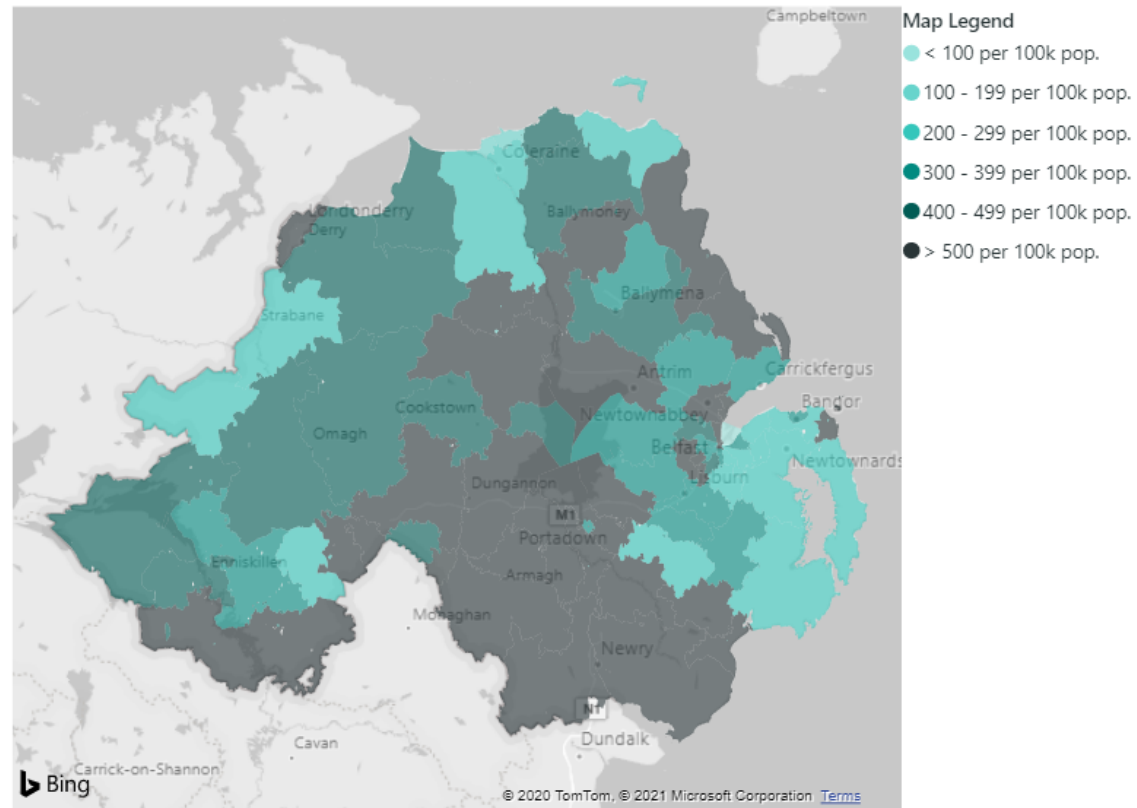 Campbeltown
Map Legend
< 100 per 100k pop.
100 - 199 per 100k pop.
200 - 299 per 100k pop.
300 - 399 per 100k pop.
400 - 499 per 100k pop.
> 500 per 100k pop.
Coleraine
Londonderry
Derry
Ballymoney
Strabane
Ballymena
Antrim
Carrickfergus
Bandor
Cookstown
Newtownabbey
Omagh
Belfast
Newtownards
Lisburn
Dungannon
M1
Portadown
Enniskillen
Armagh
Monaghan
Newry
N1
Dundalk
Cavan
Carrick-on-Shannon
Bing
© 2020 TomTom, © 2021 Microsoft Corporation Terms